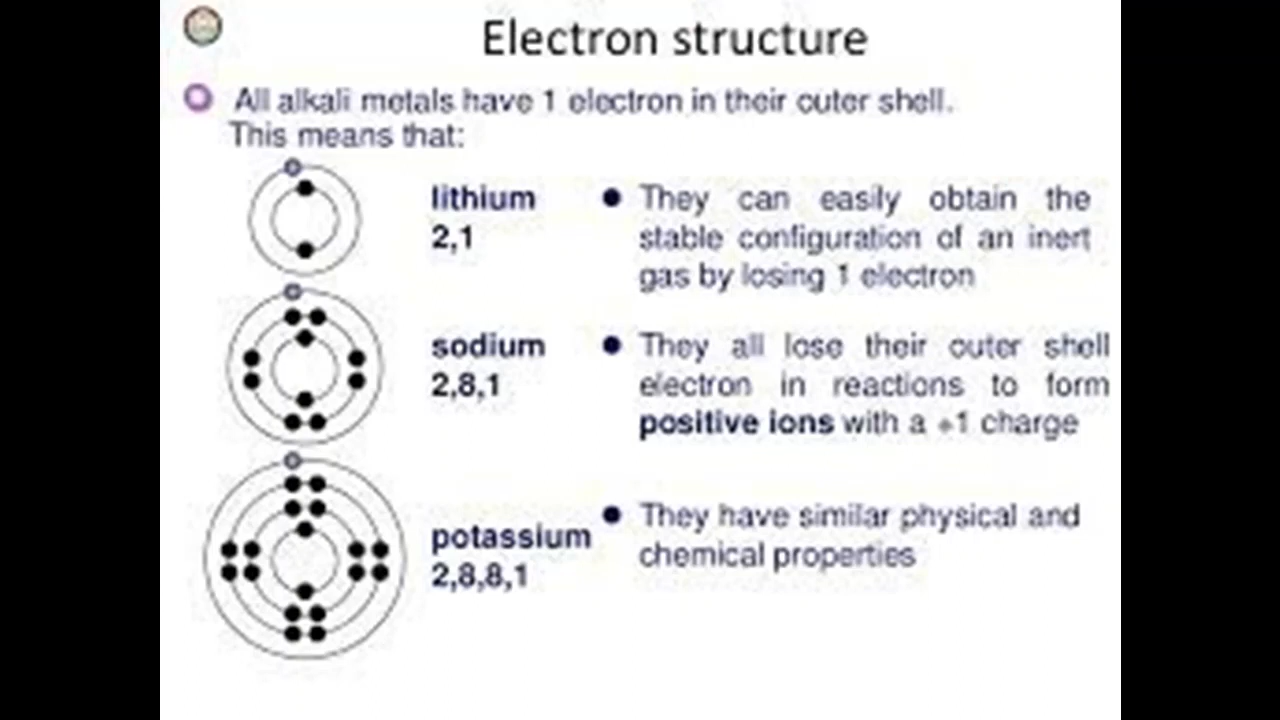 Electron structure
All alkali metals have 1 electron in their outer shell.
This means that:
lithium
2,1
They can easily obtain the
stable configuration of an inert
gas by losing 1 electron
sodium
2,8,1
They all lose their outer shell
electron in reactions to form
positive ions with a +1 charge
potassium
2,8,8,1
They have similar physical and
chemical properties